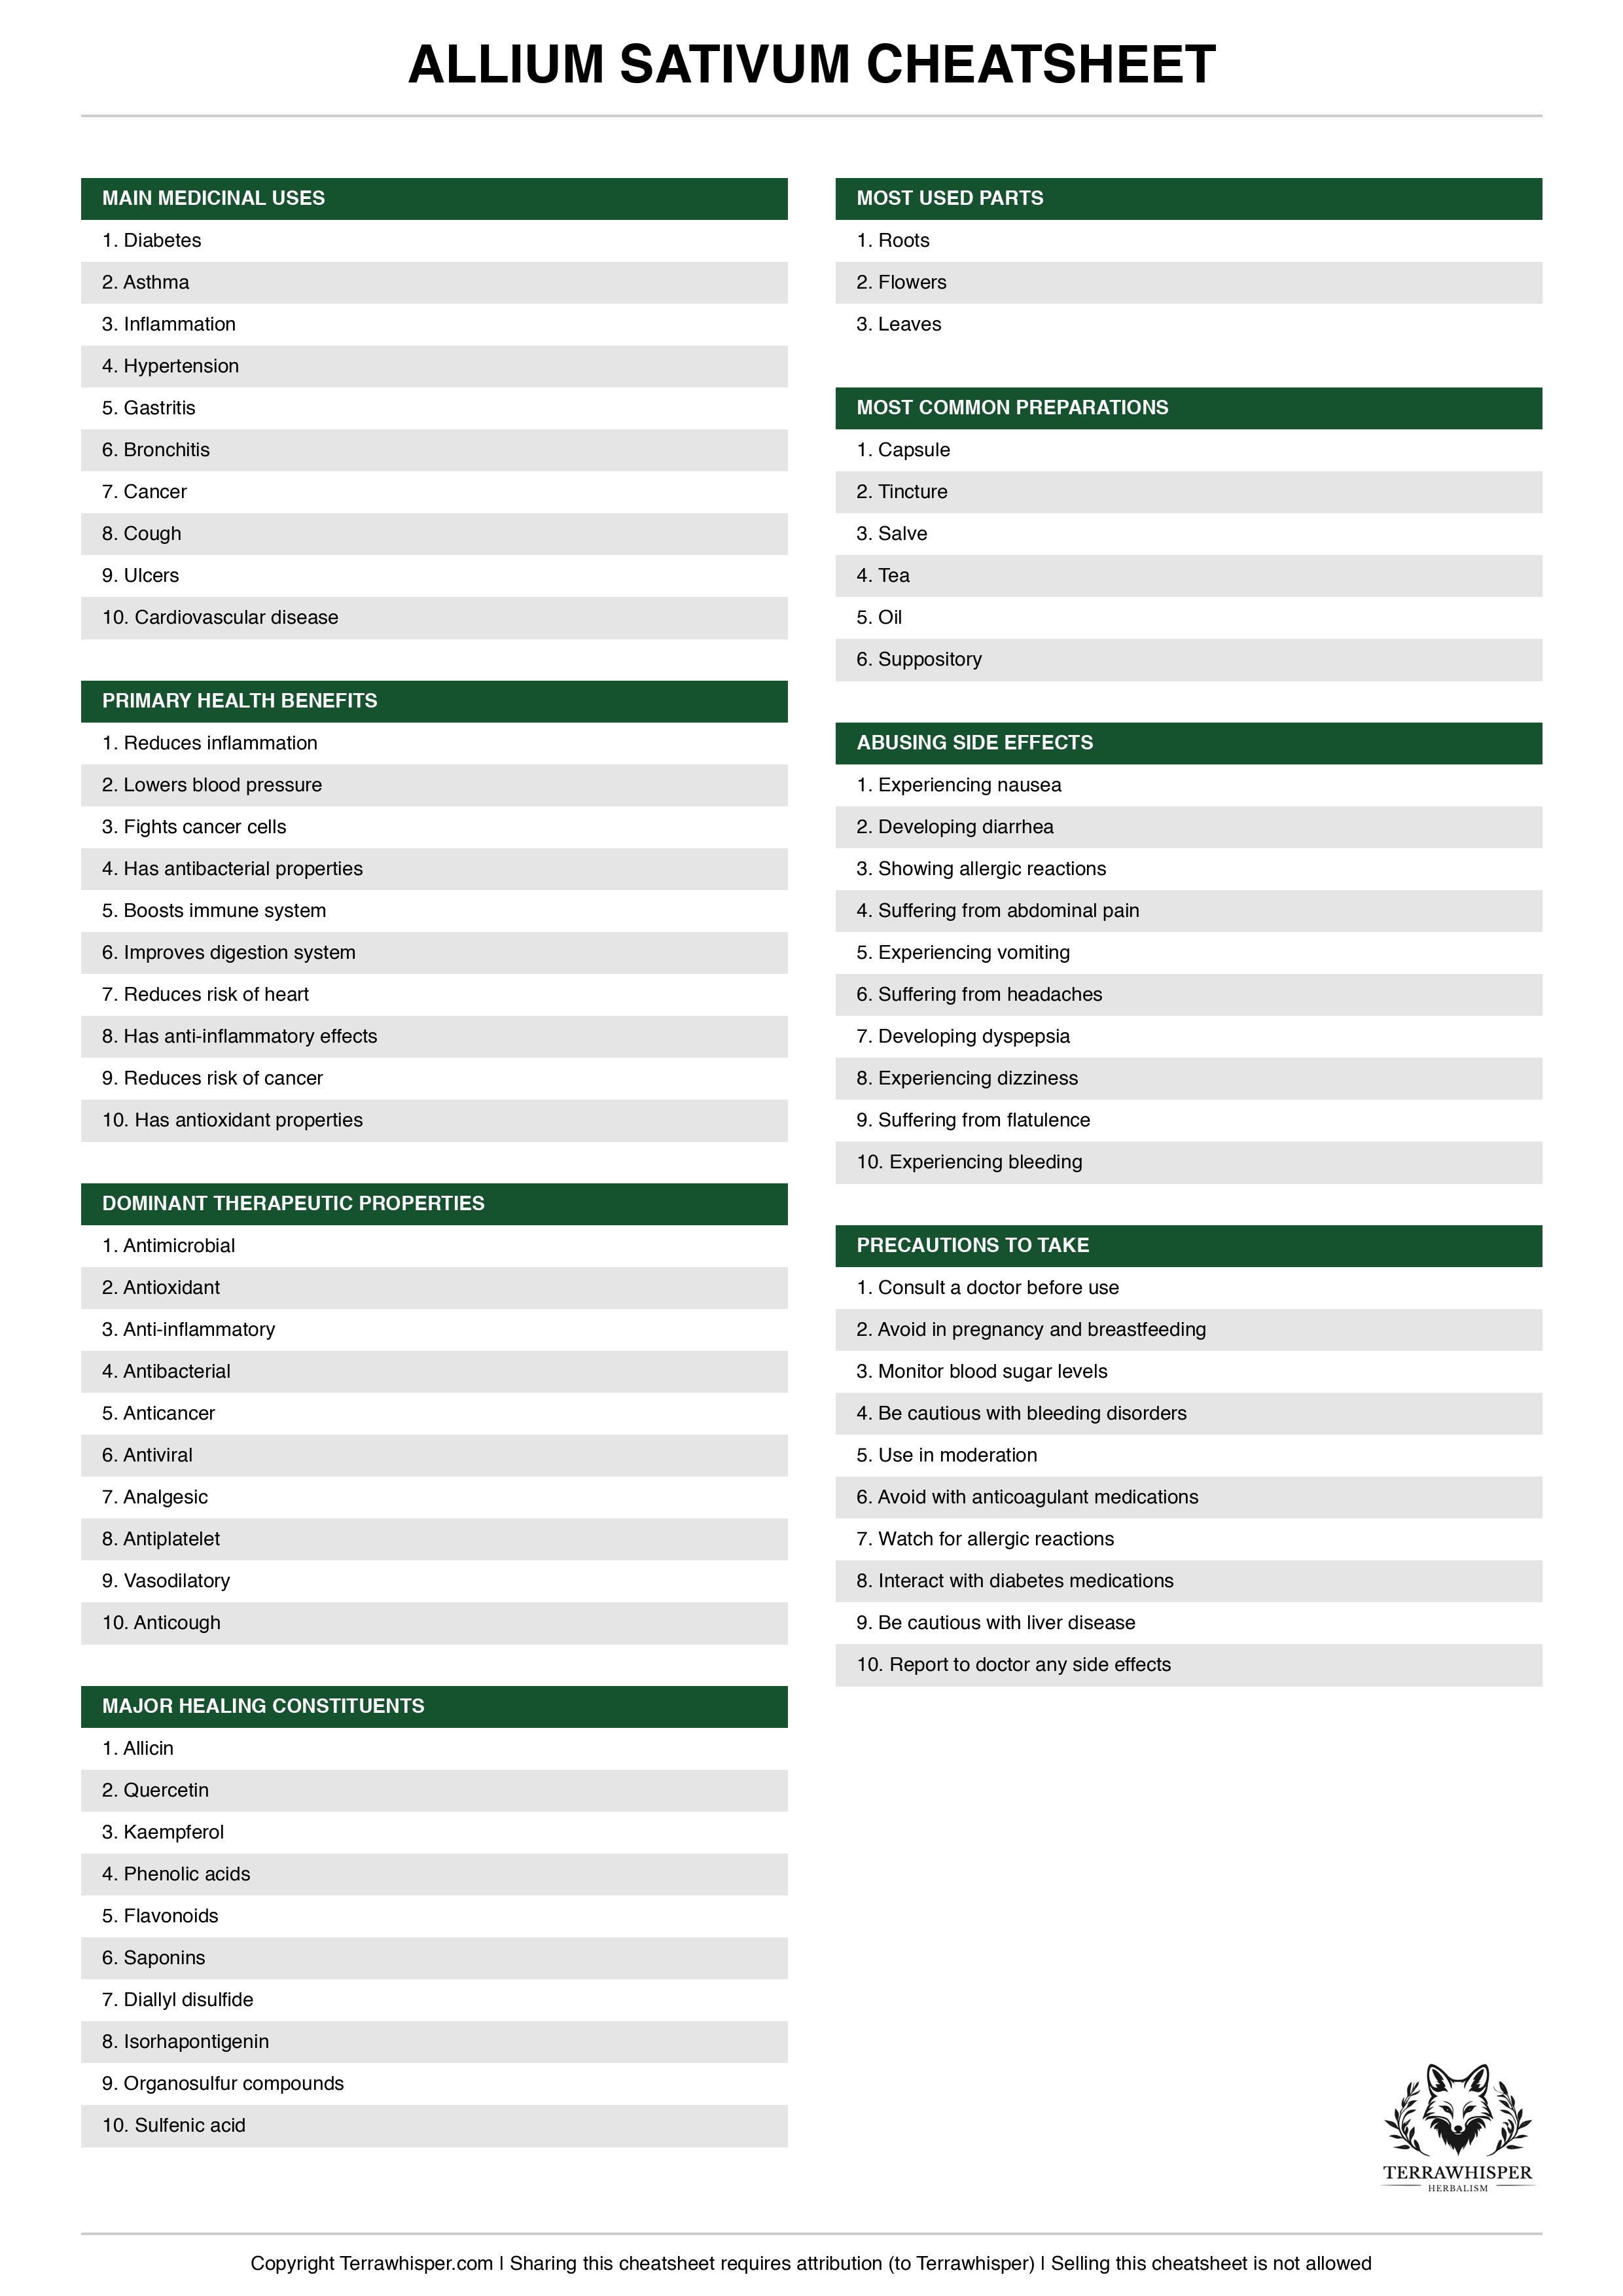 ALLIUM SATIVUM CHEATSHEET
MAIN MEDICINAL USES
1. Diabetes
2. Asthma
3. Inflammation
4. Hypertension
5. Gastritis
6. Bronchitis
7. Cancer
8. Cough
9. Ulcers
10. Cardiovascular disease
PRIMARY HEALTH BENEFITS
1. Reduces inflammation
2. Lowers blood pressure
3. Fights cancer cells
4. Has antibacterial properties
5. Boosts immune system
6. Improves digestion system
7. Reduces risk of heart
8. Has anti-inflammatory effects
9. Reduces risk of cancer
10. Has antioxidant properties
DOMINANT THERAPEUTIC PROPERTIES
1. Antimicrobial
2. Antioxidant
3. Anti-inflammatory
4. Antibacterial
5. Anticancer
6. Antiviral
7. Analgesic
8. Antiplatelet
9. Vasodilatory
10. Anticough
MAJOR HEALING CONSTITUENTS
1. Allicin
2. Quercetin
3. Kaempferol
4. Phenolic acids
5. Flavonoids
6. Saponins
7. Diallyl disulfide
8. Isorhapontigenin
9. Organosulfur compounds
10. Sulfenic acid
MOST USED PARTS
1. Roots
2. Flowers
3. Leaves
MOST COMMON PREPARATIONS
1. Capsule
2. Tincture
3. Salve
4. Tea
5. Oil
6. Suppository
ABUSING SIDE EFFECTS
1. Experiencing nausea
2. Developing diarrhea
3. Showing allergic reactions
4. Suffering from abdominal pain
5. Experiencing vomiting
6. Suffering from headaches
7. Developing dyspepsia
8. Experiencing dizziness
9. Suffering from flatulence
10. Experiencing bleeding
PRECAUTIONS TO TAKE
1. Consult a doctor before use
2. Avoid in pregnancy and breastfeeding
3. Monitor blood sugar levels
4. Be cautious with bleeding disorders
5. Use in moderation
6. Avoid with anticoagulant medications
7. Watch for allergic reactions
8. Interact with diabetes medications
9. Be cautious with liver disease
10. Report to doctor any side effects
TERRAWHISPER
HERBALISM
Copyright Terrawhisper.com | Sharing this cheatsheet requires attribution (to Terrawhisper) | Selling this cheatsheet is not allowed